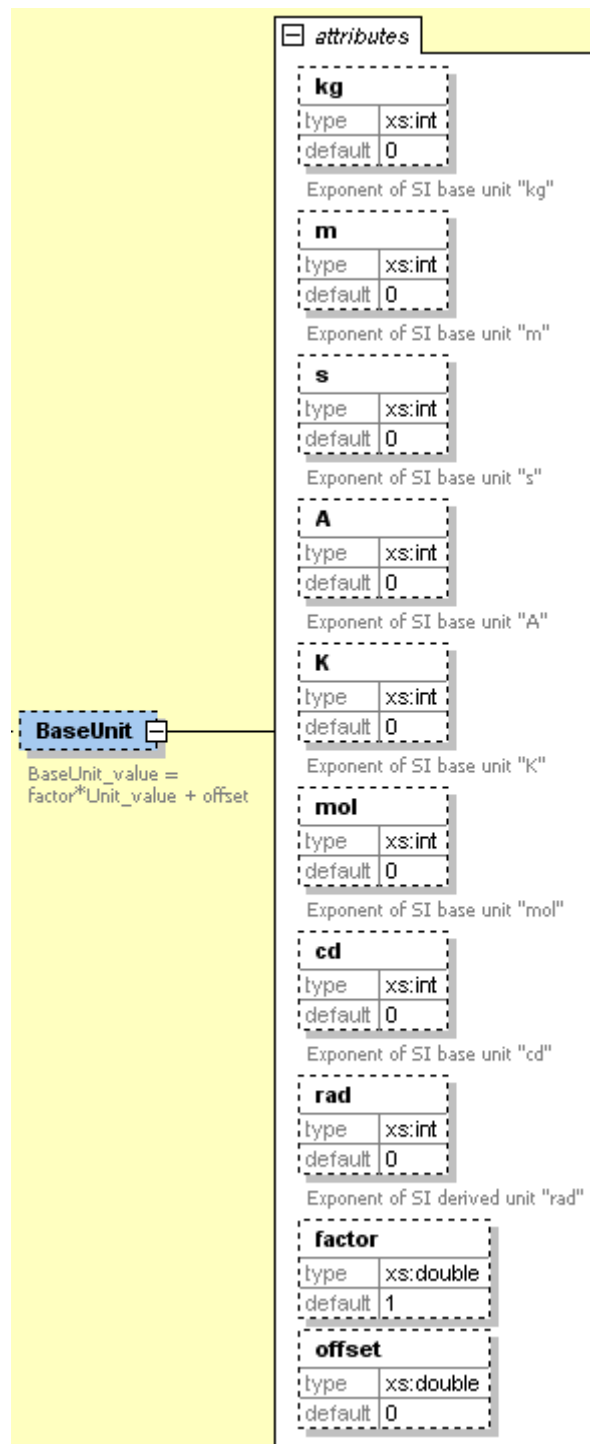 attributes
kg
type xs:int
default 0
Exponent of SI base unit "kg"
m
type xs:int
default 0
Exponent of SI base unit "m"
s
type xs:int
default 0
Exponent of SI base unit "s"
A
type xs:int
default 0
Exponent of SI base unit "A"
K
type xs:int
default 0
Exponent of SI base unit "K"
BaseUnit
BaseUnit_value =
factor*Unit_value + offset
mol
type xs:int
default 0
Exponent of SI base unit "mol"
cd
type xs:int
default 0
Exponent of SI base unit "cd"
rad
type xs:int
default 0
Exponent of SI derived unit "rad"
factor
type xs:double
default 1
offset
type xs:double
default 0